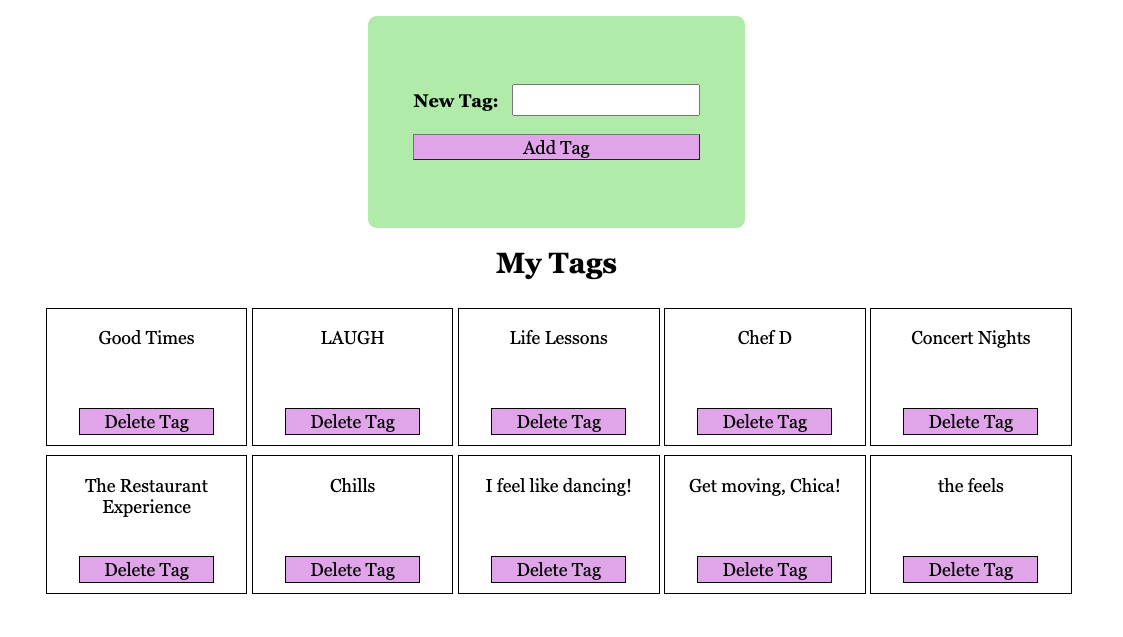 New Tag:
Add Tag
My Tags
Good Times
LAUGH
Life Lessons
Chef D
Concert Nights
Delete Tag
Delete Tag
Delete Tag
Delete Tag
Delete Tag
The Restaurant
Experience
Chills
I feel like dancing!
Get moving, Chica!
the feels
Delete Tag
Delete Tag
Delete Tag
Delete Tag
Delete Tag